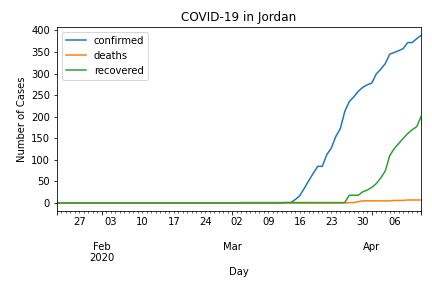 COVID-19 in Jordan
confirmed
deaths
recovered
Number of Cases
400
350
300
250
200
150
100
50
0
27 03 10 17 24 02 09 16 23 30 06
Feb Mar Apr
2020
Day